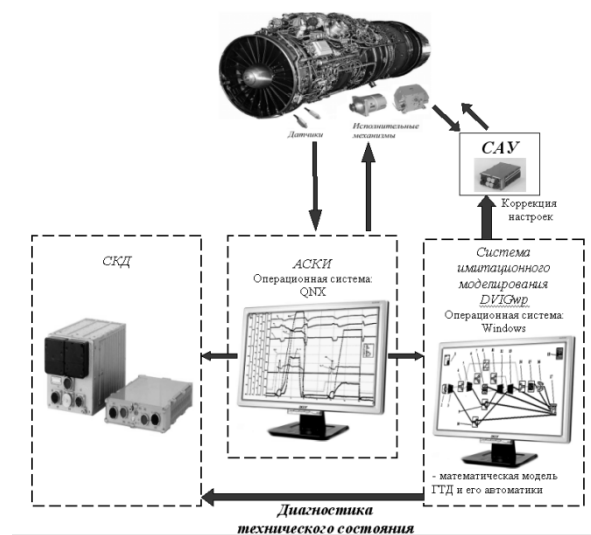 Датчики
Исполнительные
механизмы
САУ
Коррекция
настроек
СКД
АСКИ
Операционная система:
QNX
Система
имитационного
моделирования
DVIGwp
Операционная система:
Windows
- математическая модель
ГТД и его автоматики
Диагностика
технического состояния